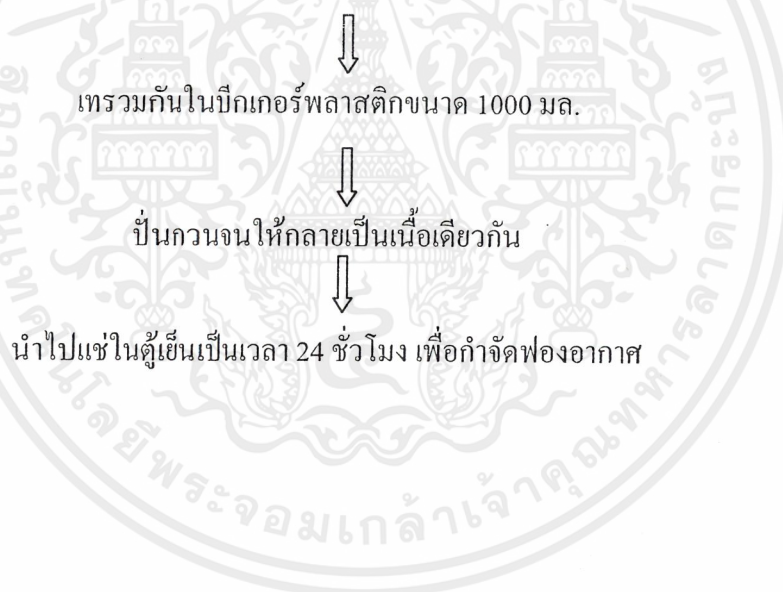 เทรวมกันในบีกเกอร์พลาสติกขนาด 1000 มล.
ปั่นกวนจนให้กลายเป็นเนื้อเดียวกัน
นำไปแช่ในตู้เย็นเป็นเวลา 24 ชั่วโมง เพื่อกำจัดฟองอากาศ